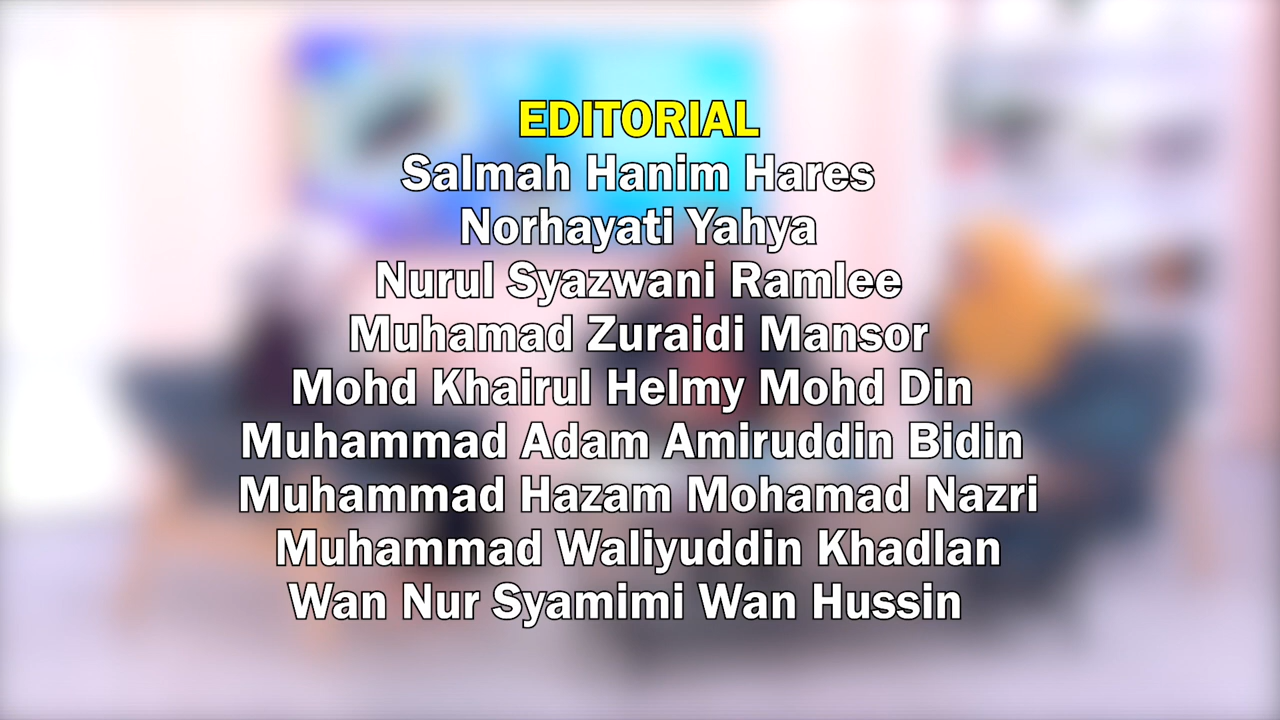 EDITORIAL
Salmah Hanim Hares
Norhayati Yahya
Nurul Syazwani Ramlee
Muhamad Zuraidi Mansor
Mohd Khairul Helmy Mohd Din
Muhammad Adam Amiruddin Bidin
Muhammad Hazam Mohamad Nazri
Muhammad Waliyuddin Khadlan
Wan Nur Syamimi Wan Hussin